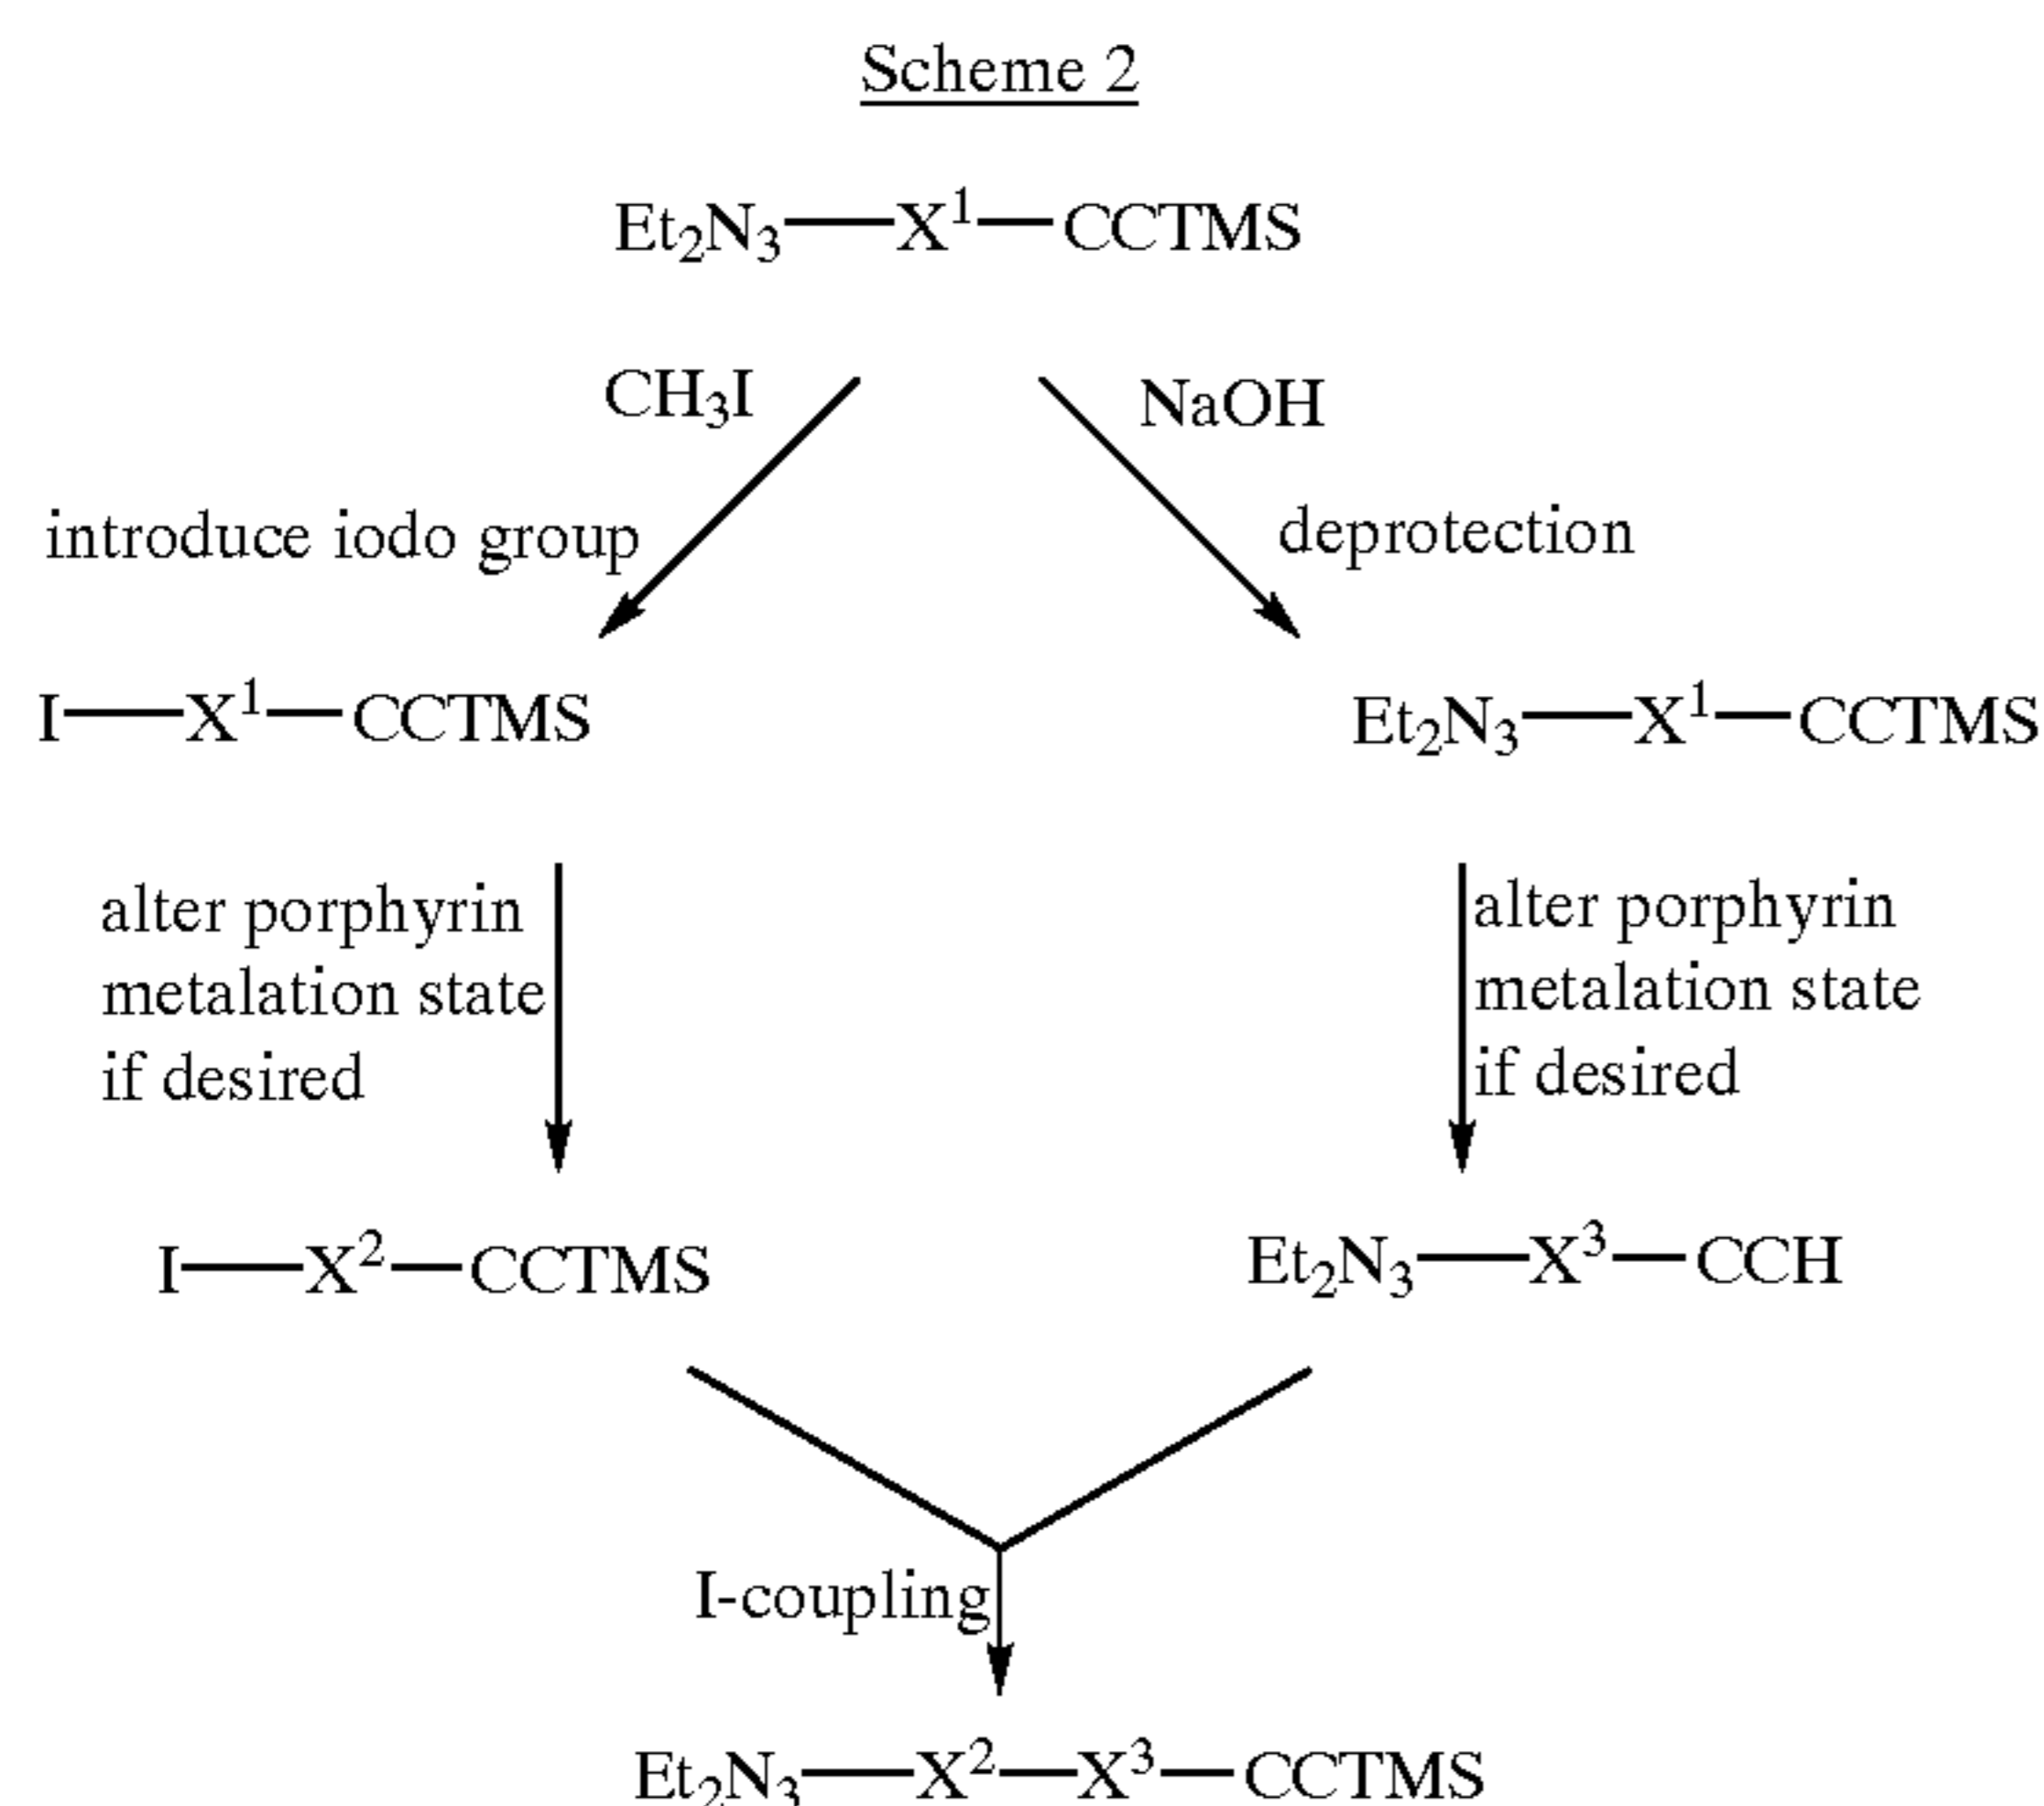 Scheme 2
Et₂N₃—X¹—CCTMS
CH₃I
NaOH
introduce iodo group
deprotection
I—X¹—CCTMS
Et₂N₃—X¹—CCTMS
alter porphyrin
metalation state
if desired
alter porphyrin
metalation state
if desired
I—X²—CCTMS
Et₂N₃—X³—CCH
I-coupling
Et₂N₃—X²—X³—CCTMS